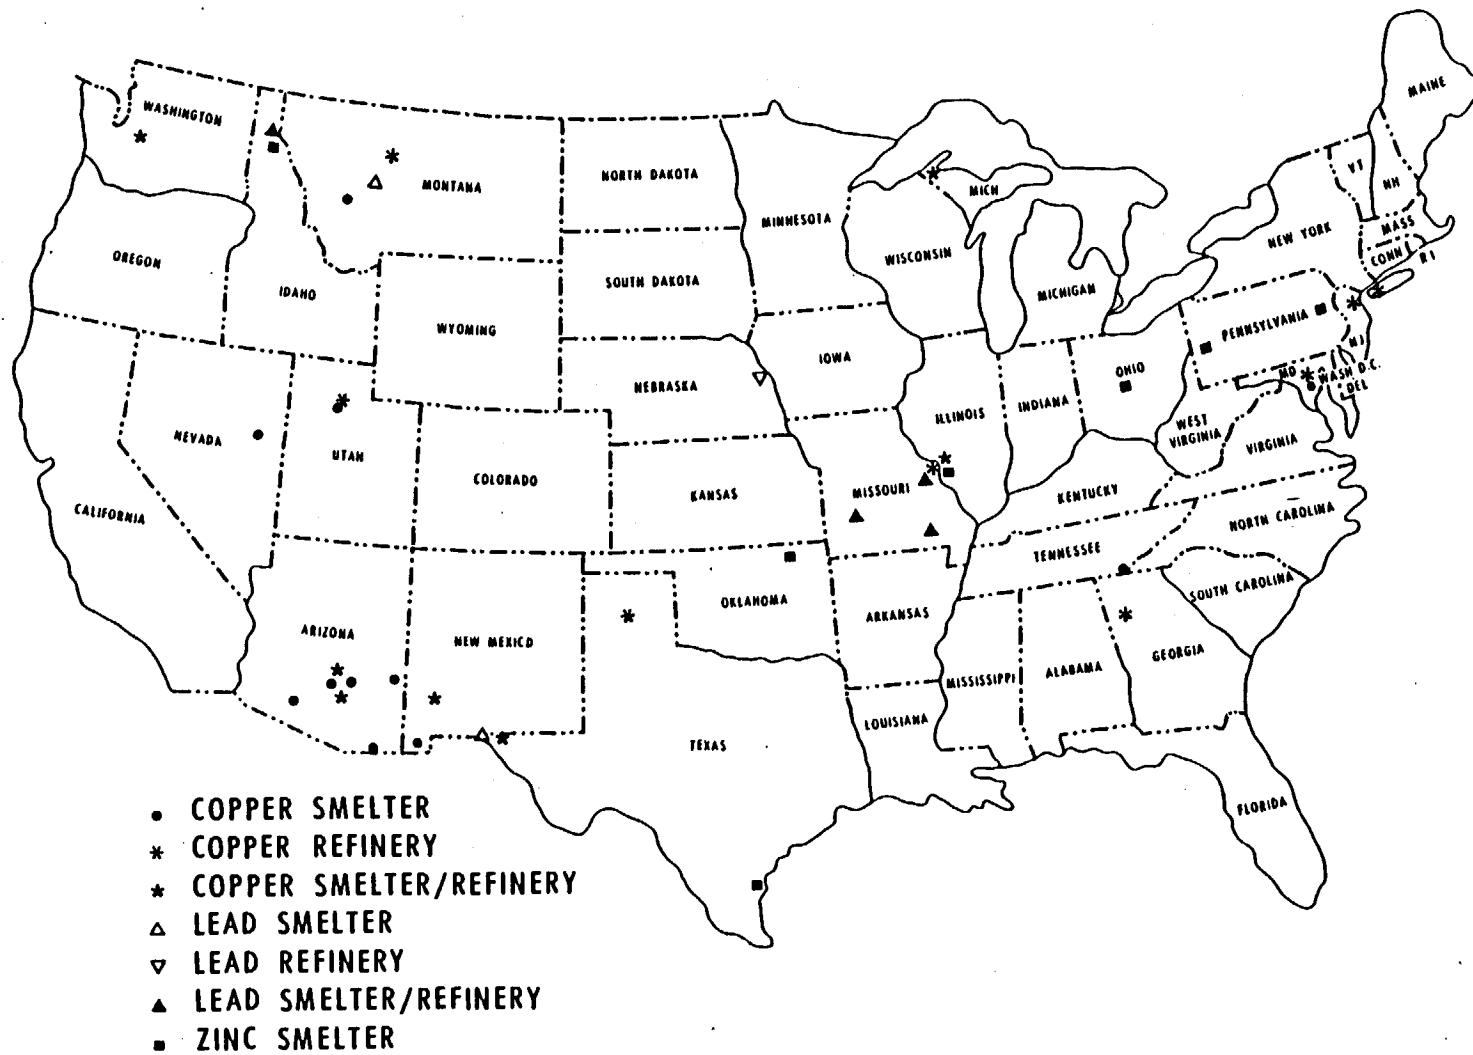 MAINE
WASHINGTON
VT
NH
MONTANA
NORTH DAKOTA
MINNESOTA
MICH
NEW YORK
MASS
CONN
R I
OREGON
IDAHO
SOUTH DAKOTA
WISCONSIN
MICHIGAN
WYOMING
PENNSYLVANIA
NJ
NEBRASKA
IOWA
OHIO
MD
WASH D.C.
DEL
NEVADA
UTAH
COLORADO
KANSAS
MISSOURI
ILLINOIS
INDIANA
WEST
VIRGINIA
VIRGINIA
CALIFORNIA
KENTUCKY
NORTH CAROLINA
TENNESSEE
SOUTH CAROLINA
ARIZONA
NEW MEXICO
OKLAHOMA
ARKANSAS
MISSISSIPPI
ALABAMA
GEORGIA
TEXAS
LOUISIANA
FLORIDA
COPPER SMELTER
COPPER REFINERY
COPPER SMELTER/REFINERY
LEAD SMELTER
LEAD REFINERY
LEAD SMELTER/REFINERY
ZINC SMELTER